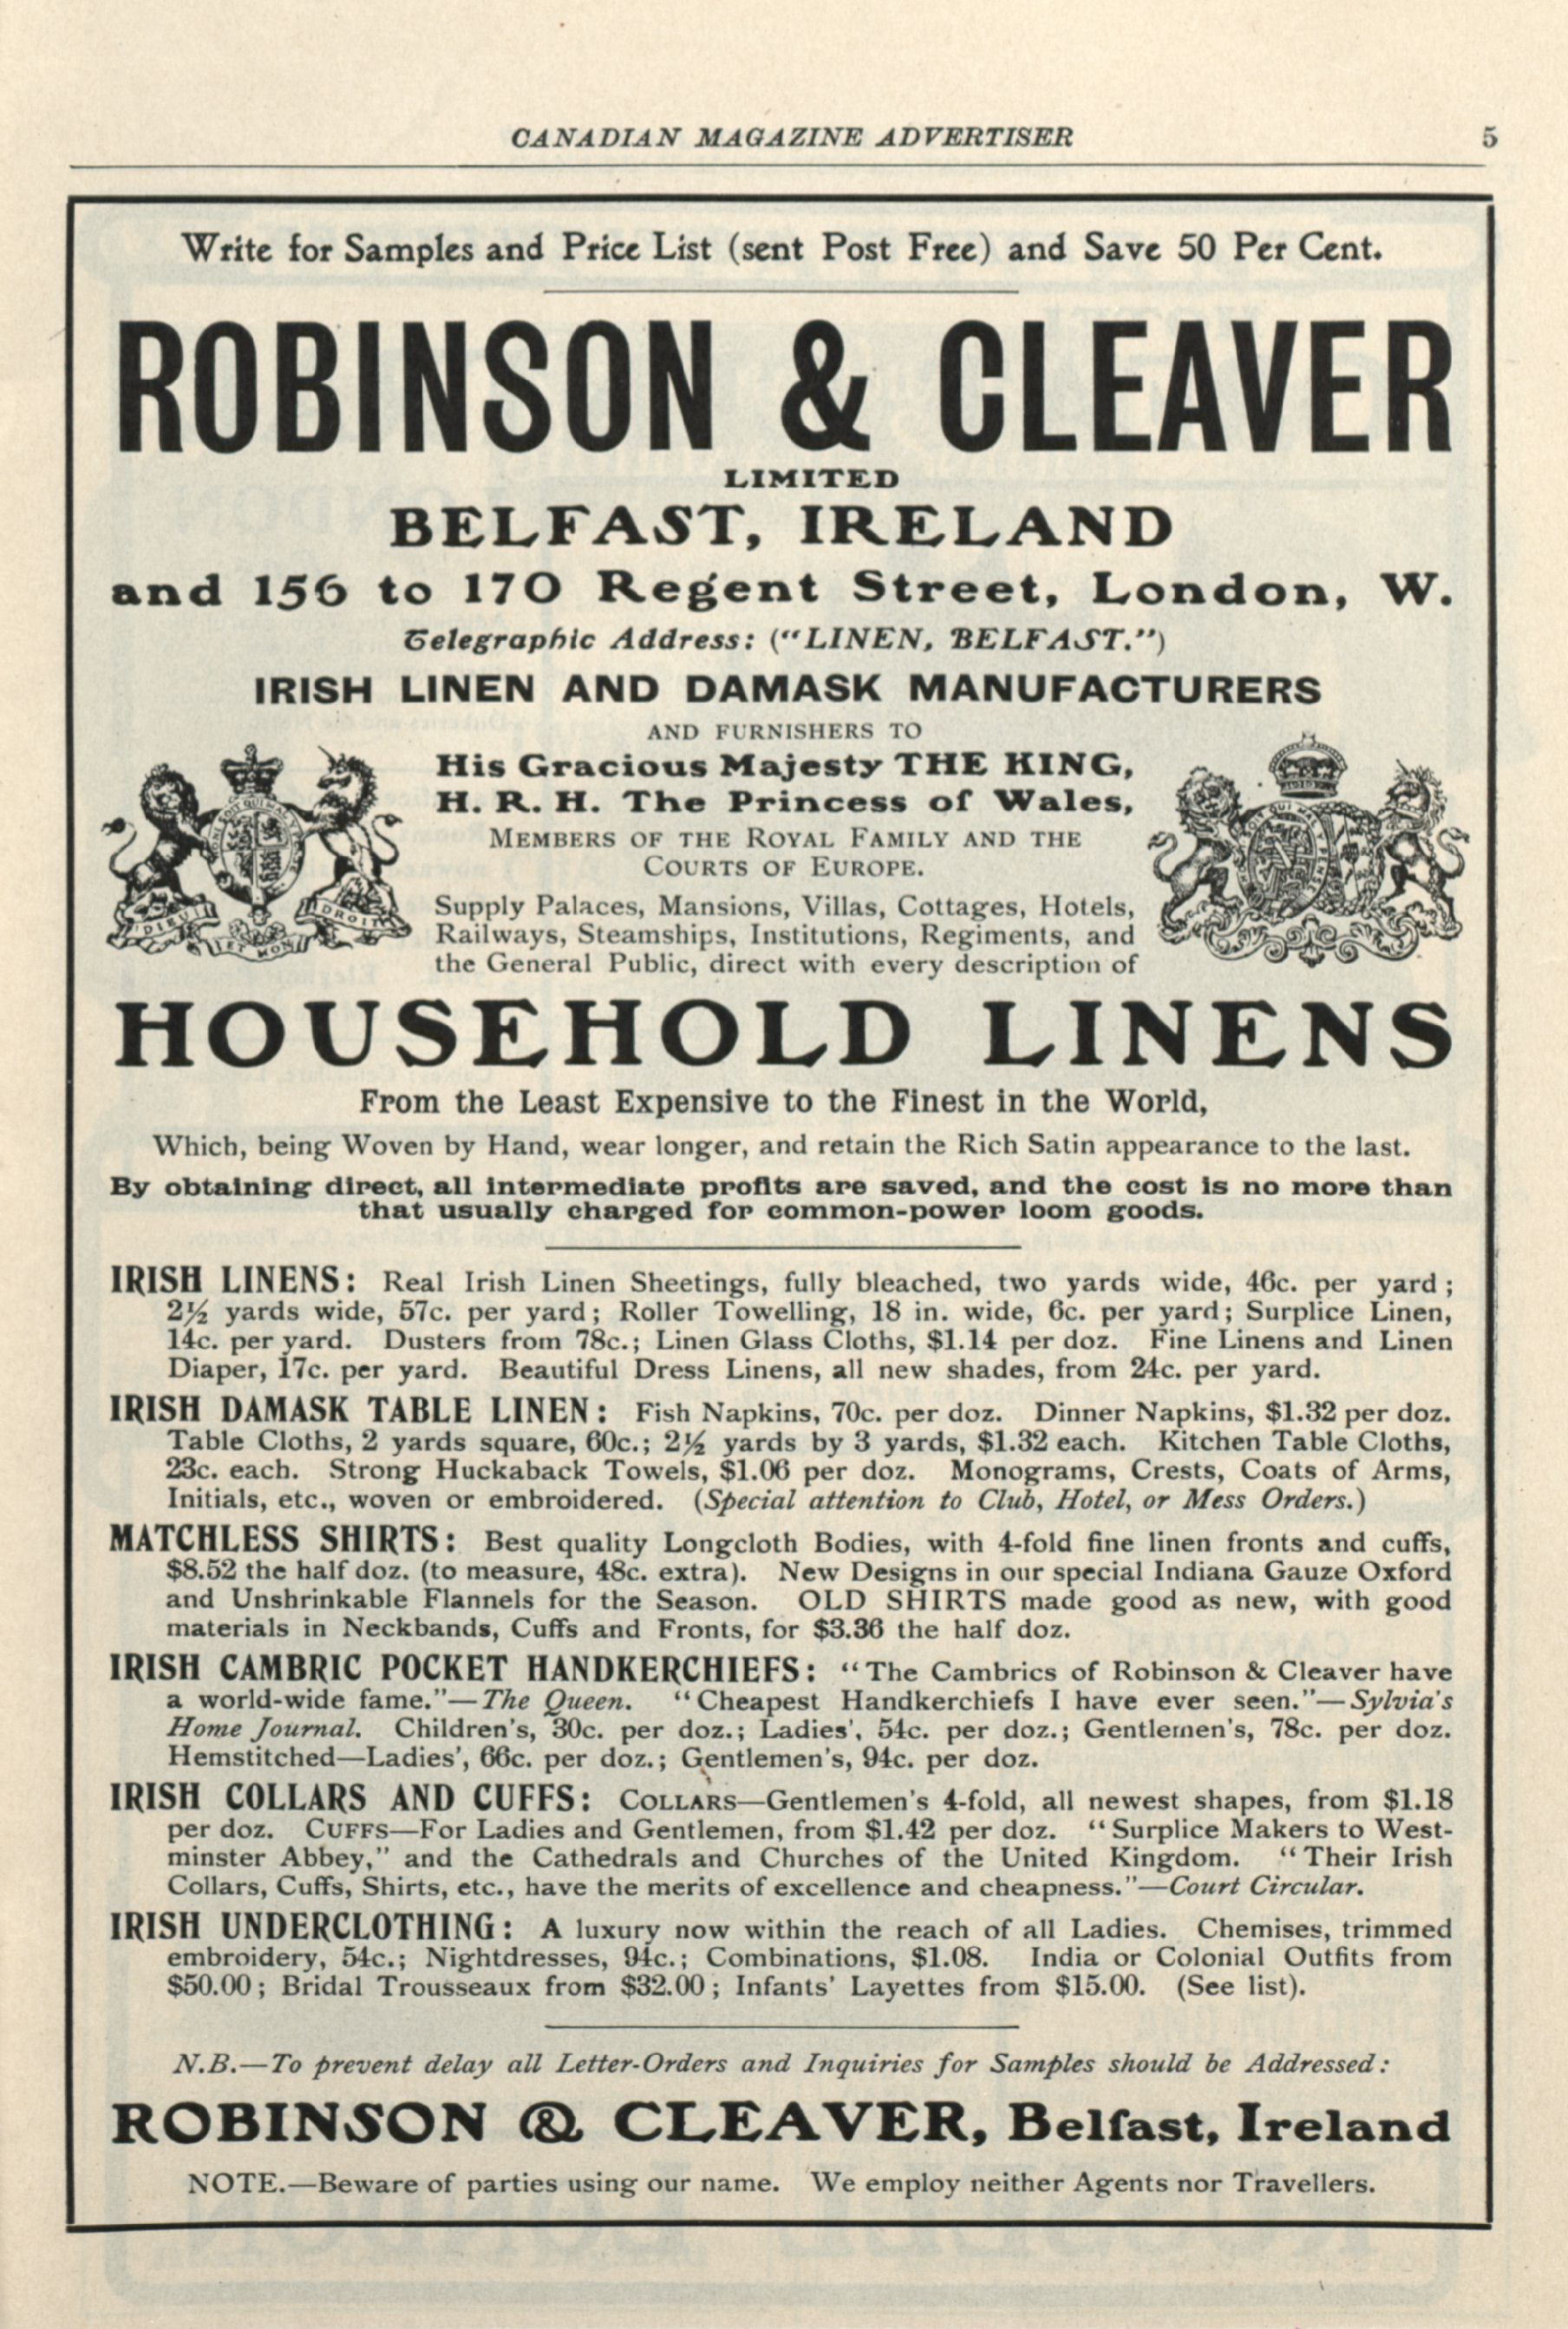 CANADIAN MAGAZINE ADVERTISER 5
Write for Samples and Price List (sent Post Free) and Save 50 Per Cent.
ROBINSON & CLEAVER
LIMITED
BELFAST, IRELAND
and 156 to 170 Regent Street, London, W.
Telegraphic Address: ("LINEN, BELFAST.")
IRISH LINEN AND DAMASK MANUFACTURERS
AND FURNISHERS TO
His Gracious Majesty THE KING,
H. R. H. The Princess of Wales,
MEMBERS OF THE ROYAL FAMILY AND THE
COURTS OF EUROPE.
Supply Palaces, Mansions, Villas, Cottages, Hotels,
Railways, Steamships, Institutions, Regiments, and
the General Public, direct with every description of
DIEU ET MON DROIT
HOUSEHOLD LINENS
From the Least Expensive to the Finest in the World,
Which, being Woven by Hand, wear longer, and retain the Rich Satin appearance to the last.
By obtaining direct, all intermediate profits are saved, and the cost is no more than
that usually charged for common-power loom goods.
IRISH LINENS: Real Irish Linen Sheetings, fully bleached, two yards wide, 46c. per yard;
2½ yards wide, 57c. per yard; Roller Towelling, 18 in. wide, 6c. per yard; Surplice Linen,
14c. per yard. Dusters from 78c.; Linen Glass Cloths, $1.14 per doz. Fine Linens and Linen
Diaper, 17c. per yard. Beautiful Dress Linens, all new shades, from 24c. per yard.
IRISH DAMASK TABLE LINEN: Fish Napkins, 70c. per doz. Dinner Napkins, $1.32 per doz.
Table Cloths, 2 yards square, 60c.; 2½ yards by 3 yards, $1.32 each. Kitchen Table Cloths,
23c. each. Strong Huckaback Towels, $1.06 per doz. Monograms, Crests, Coats of Arms,
Initials, etc., woven or embroidered. (Special attention to Club, Hotel, or Mess Orders.)
MATCHLESS SHIRTS: Best quality Longcloth Bodies, with 4-fold fine linen fronts and cuffs,
$8.52 the half doz. (to measure, 48c. extra). New Designs in our special Indiana Gauze Oxford
and Unshrinkable Flannels for the Season. OLD SHIRTS made good as new, with good
materials in Neckbands, Cuffs and Fronts, for $3.36 the half doz.
IRISH CAMBRIC POCKET HANDKERCHIEFS: "The Cambrics of Robinson & Cleaver have
a world-wide fame."—The Queen. "Cheapest Handkerchiefs I have ever seen."—Sylvia's
Home Journal. Children's, 30c. per doz.; Ladies', 54c. per doz.; Gentlemen's, 78c. per doz.
Hemstitched—Ladies', 66c. per doz.; Gentlemen's, 94c. per doz.
IRISH COLLARS AND CUFFS: COLLARS—Gentlemen's 4-fold, all newest shapes, from $1.18
per doz. CUFFS—For Ladies and Gentlemen, from $1.42 per doz. "Surplice Makers to West-
minster Abbey," and the Cathedrals and Churches of the United Kingdom. "Their Irish
Collars, Cuffs, Shirts, etc., have the merits of excellence and cheapness."—Court Circular.
IRISH UNDERCLOTHING: A luxury now within the reach of all Ladies. Chemises, trimmed
embroidery, 54c.; Nightdresses, 94c.; Combinations, $1.08. India or Colonial Outfits from
$50.00; Bridal Trousseaux from $32.00; Infants' Layettes from $15.00. (See list).
N.B.—To prevent delay all Letter-Orders and Inquiries for Samples should be Addressed:
ROBINSON & CLEAVER, Belfast, Ireland
NOTE.—Beware of parties using our name. We employ neither Agents nor Travellers.